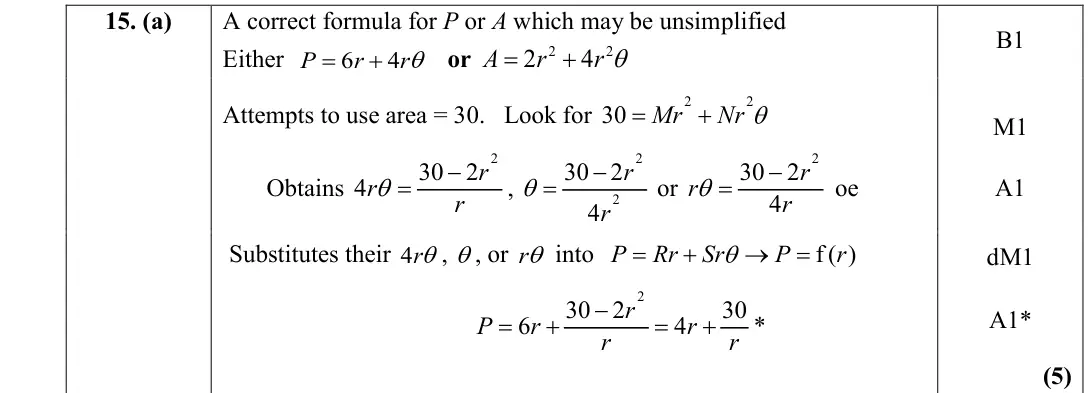 15. (a) A correct formula for P or A which may be unsimplified
B1
Either P = 6r + 4rθ or A = 2r² + 4r²θ
Attempts to use area = 30. Look for 30 = Mr² + Nr²θ
M1
Obtains 4rθ = (30 − 2r²)/r , θ = (30 − 2r²)/(4r²) or rθ = (30 − 2r²)/(4r) oe A1
Substitutes their 4rθ , θ , or rθ into P = Rr + Srθ → P = f(r) dM1
P = 6r + (30 − 2r²)/r = 4r + 30/r * A1*
(5)